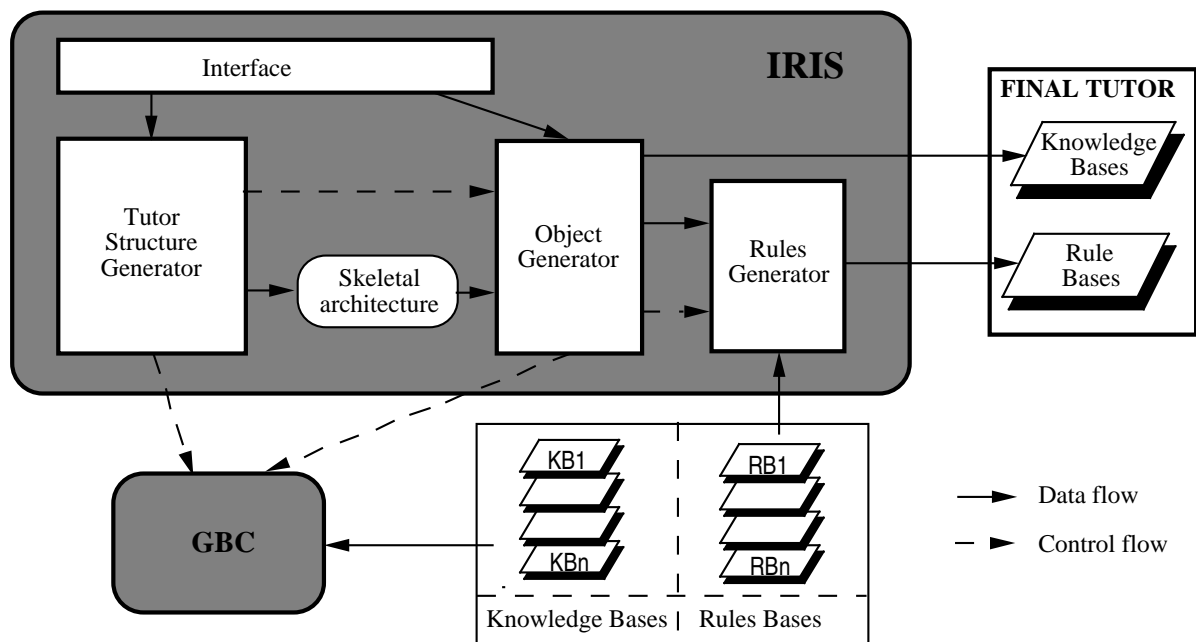 IRIS
Interface
Tutor
Structure
Generator
Skeletal
architecture
Object
Generator
Rules
Generator
FINAL TUTOR
Knowledge
Bases
Rule
Bases
GBC
KB1
KBn
Knowledge Bases
RB1
RBn
Rules Bases
Data flow
Control flow